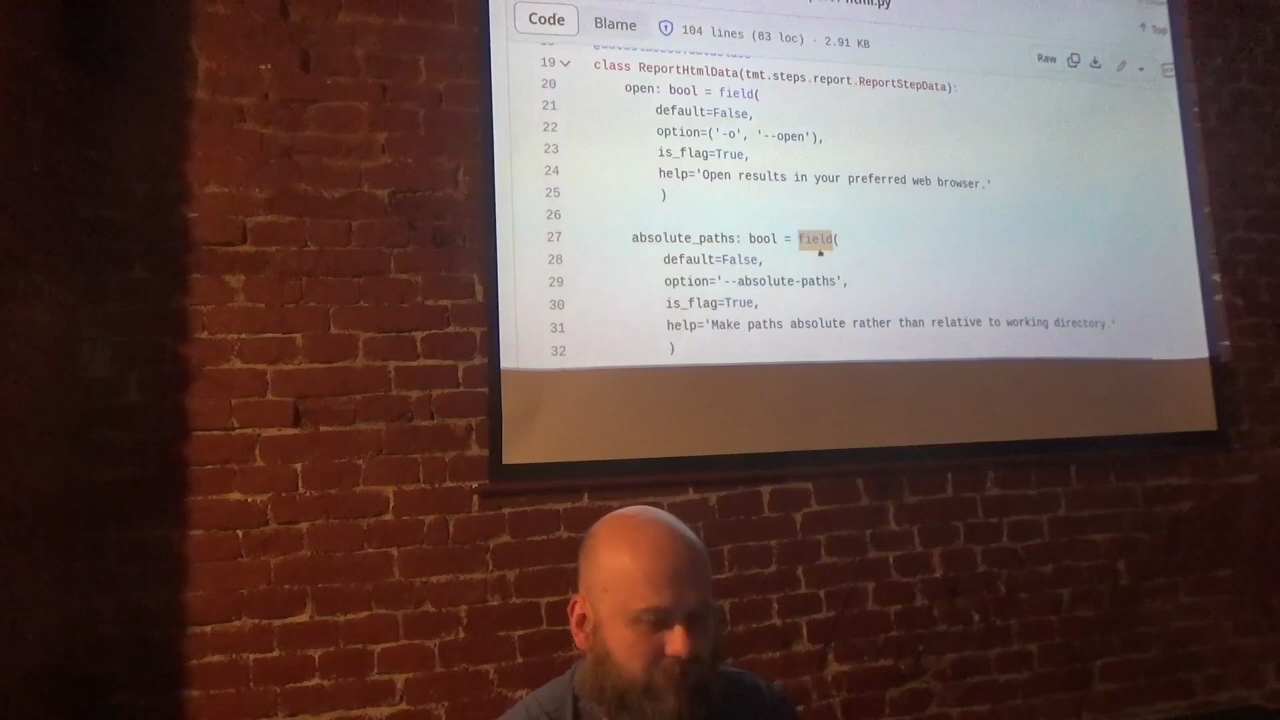 html.py
Code Blame 104 lines (83 loc) · 2.91 KB
Top
Raw
19 class ReportHtmlData(tmt.steps.report.ReportStepData):
20 open: bool = field(
21 default=False,
22 option=('-o', '--open'),
23 is_flag=True,
24 help='Open results in your preferred web browser.'
25 )
26
27 absolute_paths: bool = field(
28 default=False,
29 option='--absolute-paths',
30 is_flag=True,
31 help='Make paths absolute rather than relative to working directory.'
32 )